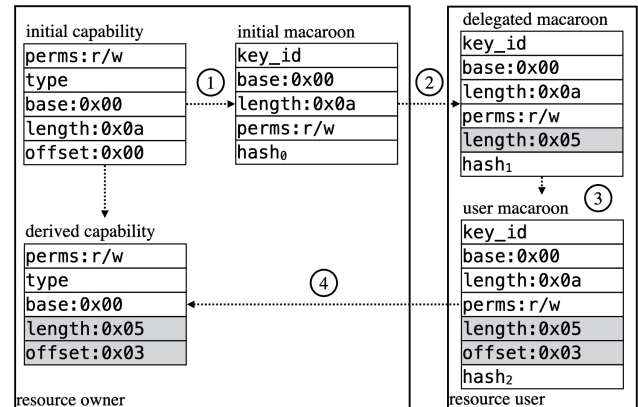 initial capability
perms:r/w
type
base:0x00
length:0x0a
offset:0x00
1
initial macaroon
key_id
base:0x00
length:0x0a
perms:r/w
hash₀
2
delegated macaroon
key_id
base:0x00
length:0x0a
perms:r/w
length:0x05
hash₁
3
user macaroon
key_id
base:0x00
length:0x0a
perms:r/w
length:0x05
offset:0x03
hash₂
4
derived capability
perms:r/w
type
base:0x00
length:0x05
offset:0x03
resource owner
resource user